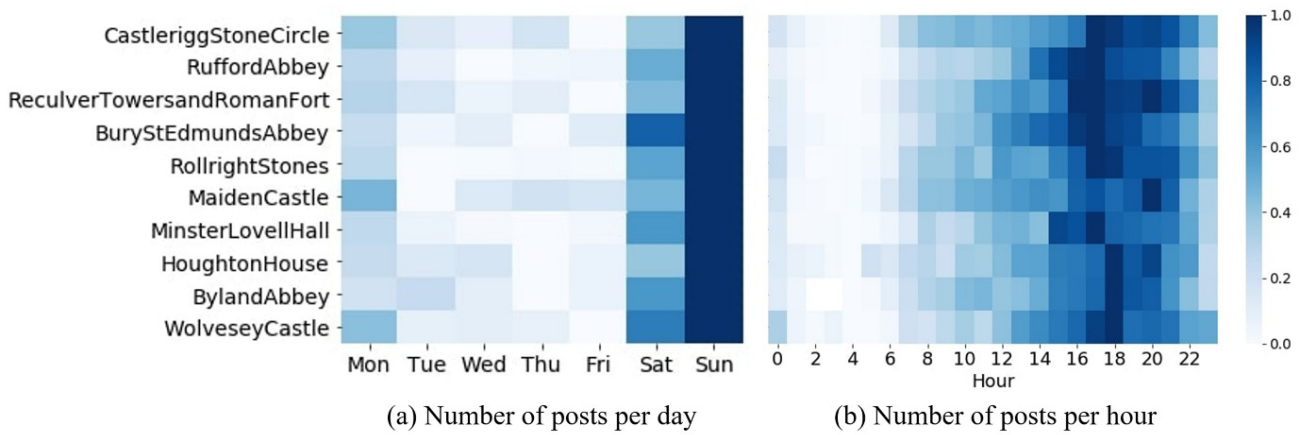 CastleriggStoneCircle
RuffordAbbey
ReculverTowersandRomanFort
BuryStEdmundsAbbey
RollrightStones
MaidenCastle
MinsterLovellHall
HoughtonHouse
BylandAbbey
WolveseyCastle
Mon Tue Wed Thu Fri Sat Sun
(a) Number of posts per day
0 2 4 6 8 10 12 14 16 18 20 22
Hour
(b) Number of posts per hour
1.0
0.8
0.6
0.4
0.2
0.0